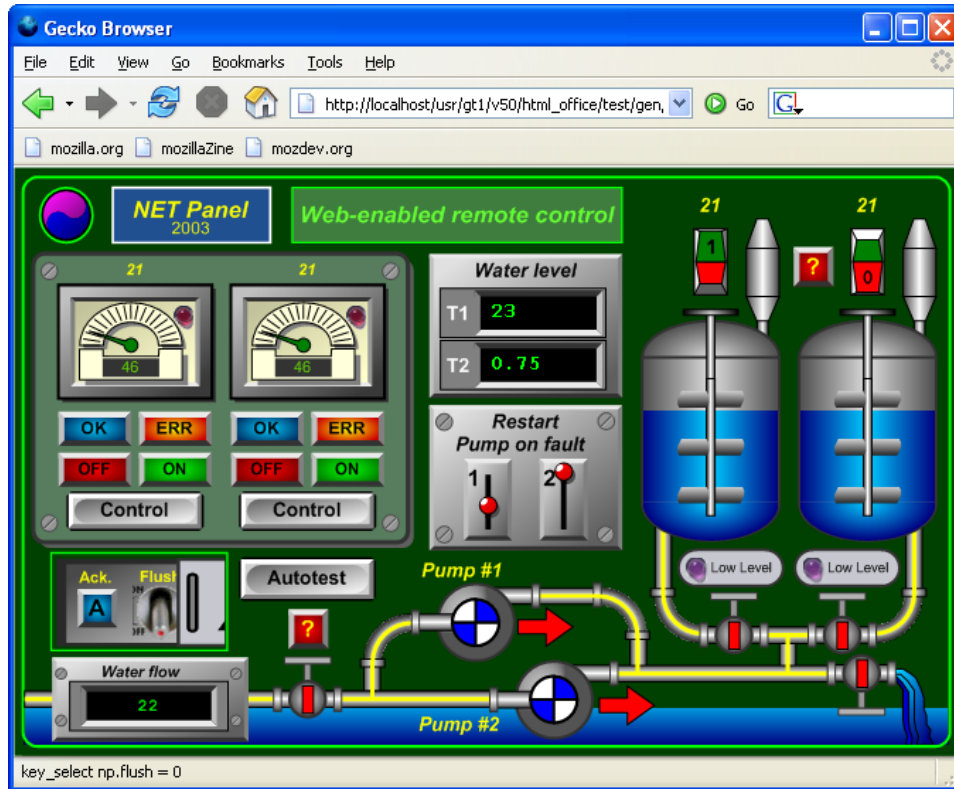 Gecko Browser
File Edit View Go Bookmarks Tools Help
http://localhost/usr/gt1/v50/html_office/test/gen, Go G
mozilla.org mozillaZine mozdev.org
NET Panel
2003
Web-enabled remote control
21 21
21 21
1
?
0
46 46
Water level
T1 23
T2 0.75
OK ERR OK ERR
OFF ON OFF ON
Control Control
Restart
Pump on fault
1 2
Low Level Low Level
Ack. Flush
ON
A
OFF
Autotest
?
Pump #1
Water flow
22
Pump #2
key_select np.flush = 0